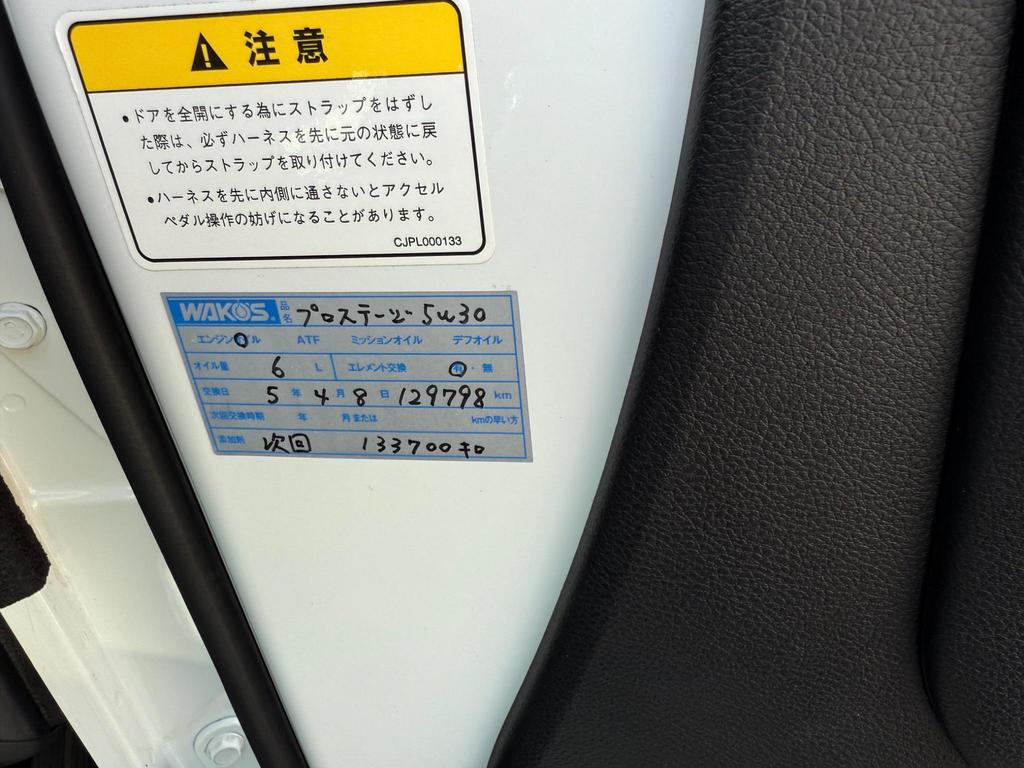 ⚠ 注意
•ドアを全開にする為にストラップをはずし
た際は、必ずハーネスを先に元の状態に戻
してからストラップを取り付けてください。
•ハーネスを先に内側に通さないとアクセル
ペダル操作の妨げになることがあります。
CJPL000133
WAKO'S. 品名 プロステージ 5W30
エンジンオイル ATF ミッションオイル デフオイル
オイル量 6 L エレメント交換 有・無
交換日 5年 4月 8日 129798 km
次回交換時期 年 月または kmの早い方
添加剤 次回 133700キロ